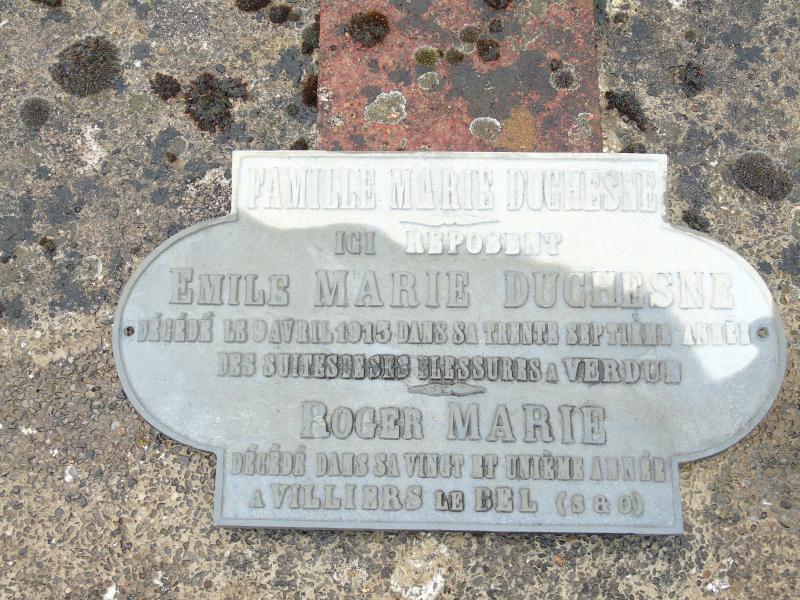 FAMILLE MARIE DUCHESNE
ICI REPOSENT
EMILE MARIE DUCHESNE
DÉCÉDÉ LE 9 AVRIL 1915 DANS SA TRENTE SEPTIÈME ANNÉE
DES SUITES DE SES BLESSURES A VERDUN
ROGER MARIE
DÉCÉDÉ DANS SA VINGT ET UNIÈME ANNÉE
A VILLIERS LE BEL (S & O)